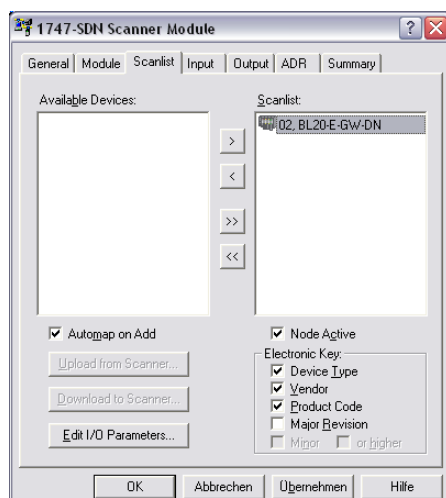 1747-SDN Scanner Module
General Module Scanlist Input Output ADR Summary
Available Devices:
Scanlist:
02, BL20-E-GW-DN
>
<
>>
<<
Automap on Add
Node Active
Upload from Scanner...
Download to Scanner...
Edit I/O Parameters...
Electronic Key:
Device Type
Vendor
Product Code
Major Revision
Minor or higher
OK Abbrechen Übernehmen Hilfe